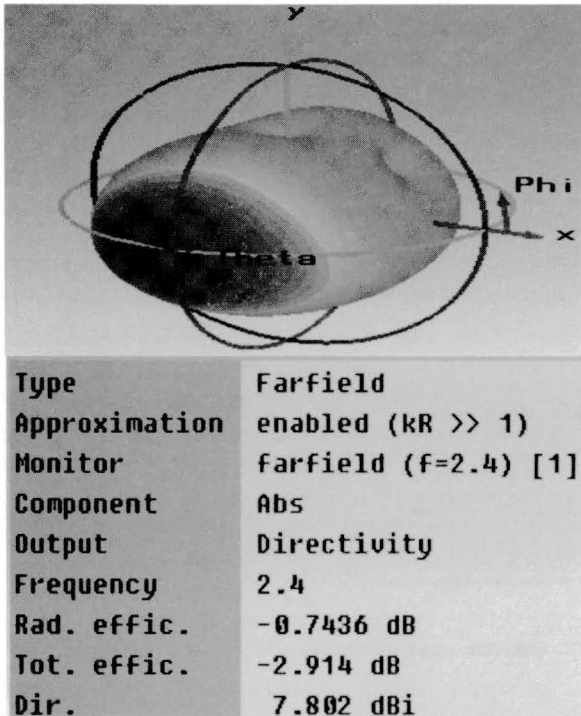 y
Phi
Theta
x
Type Farfield
Approximation enabled (kR >> 1)
Monitor farfield (f=2.4) [1]
Component Abs
Output Directivity
Frequency 2.4
Rad. effic. -0.7436 dB
Tot. effic. -2.914 dB
Dir. 7.802 dBi